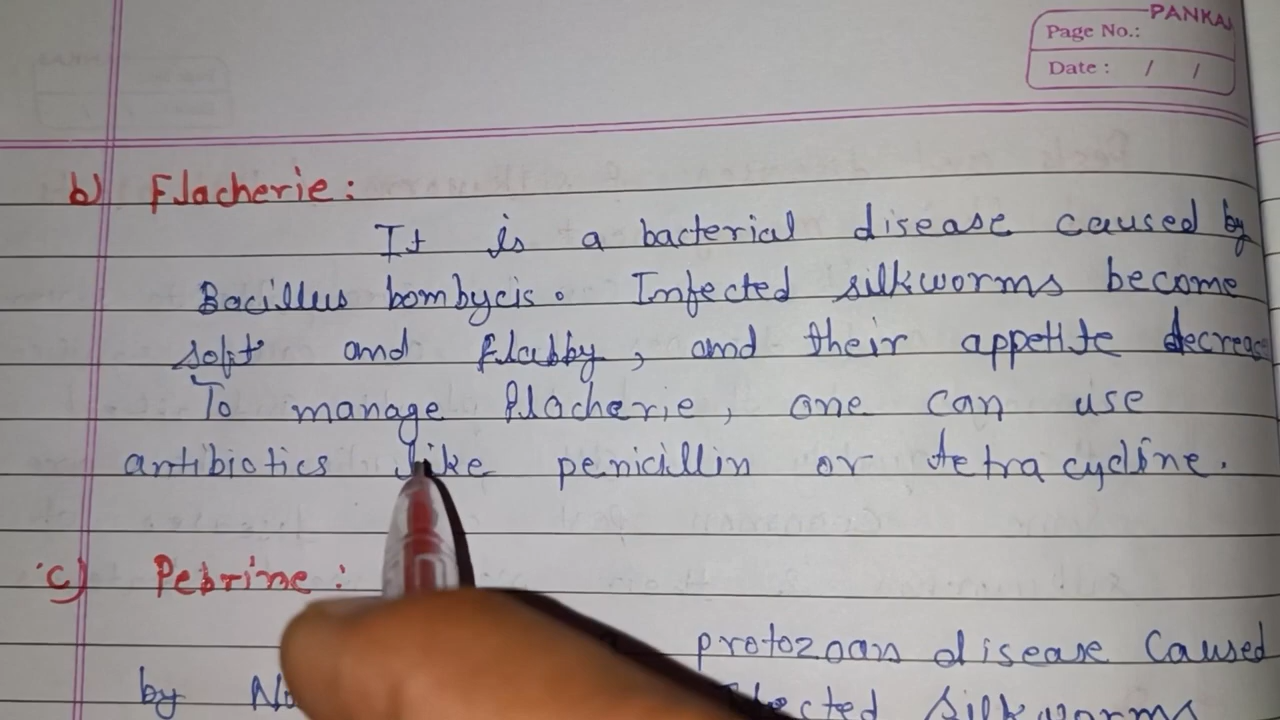 PANKAJ
Page No.:
Date : / /
b) Flacherie :
It is a bacterial disease caused by
Bacillus bombycis. Infected silkworms become
soft and flabby, and their appetite decreas
To manage flacherie, one can use
antibiotics like penicillin or tetracycline.
c) Pebrine :
protozoan disease caused
by silkworms